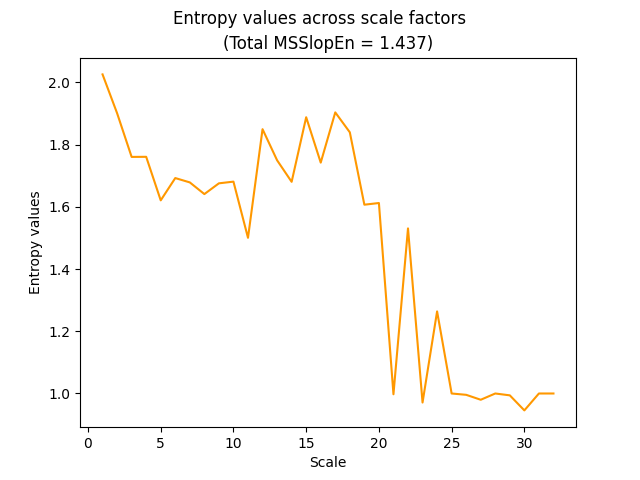 Entropy values across scale factors
(Total MSSlopEn = 1.437)
Entropy values
2.0
1.8
1.6
1.4
1.2
1.0
0 5 10 15 20 25 30
Scale